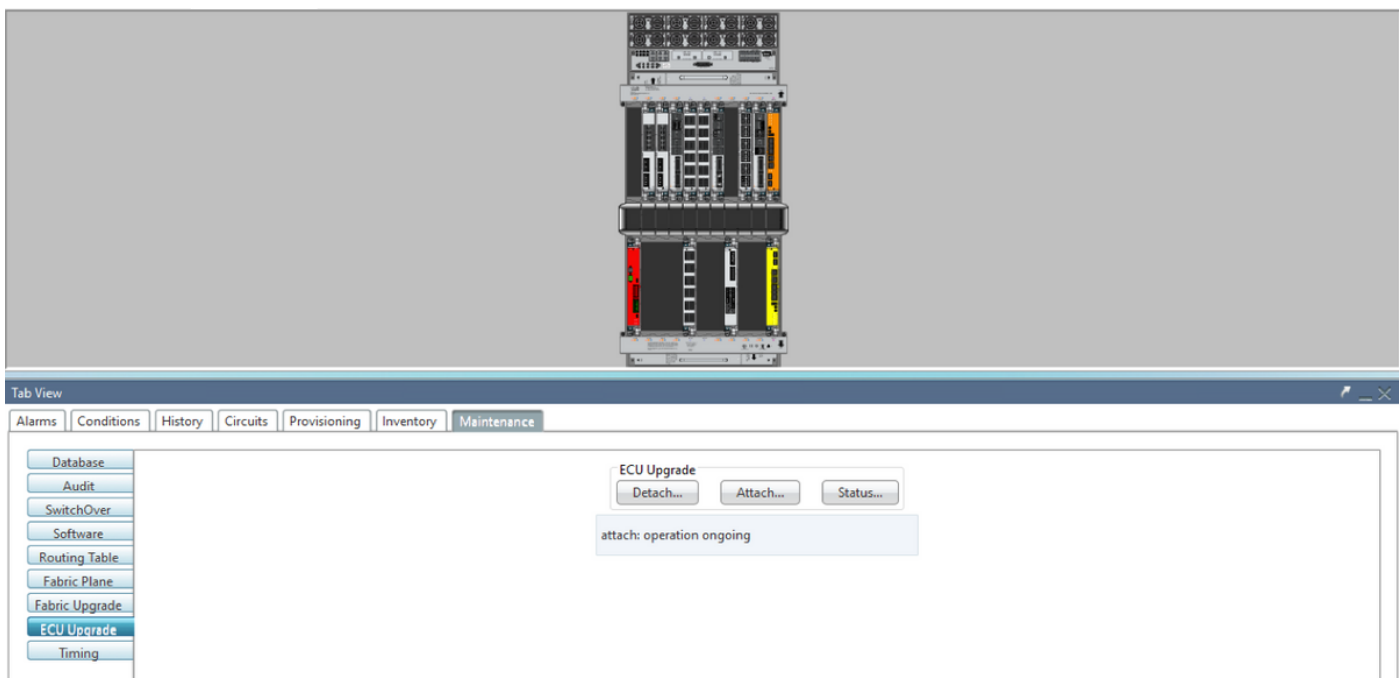 Tab View
Alarms Conditions History Circuits Provisioning Inventory Maintenance
Database
Audit
SwitchOver
Software
Routing Table
Fabric Plane
Fabric Upgrade
ECU Upgrade
Timing
ECU Upgrade
Detach... Attach... Status...
attach: operation ongoing